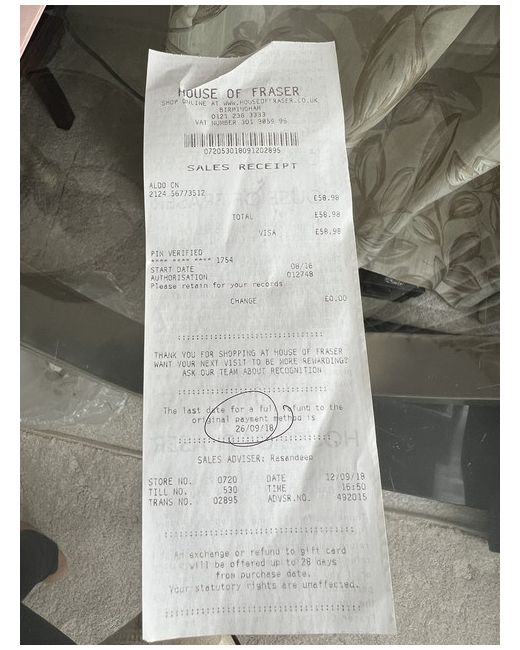 HOUSE OF FRASER
SHOP ONLINE AT WWW.HOUSEOFFRASER.CO.UK
BIRMINGHAM
0121 236 3333
VAT NUMBER 301 9059 96
072053018091202895
SALES RECEIPT
ALDO CN
2124 56773512
£58.98
TOTAL £58.98
VISA £58.98
PIN VERIFIED
**** **** **** 1754
START DATE 08/16
AUTHORISATION 012748
Please retain for your records
CHANGE £0.00
THANK YOU FOR SHOPPING AT HOUSE OF FRASER
WANT YOUR NEXT VISIT TO BE MORE REWARDING?
ASK OUR TEAM ABOUT RECOGNITION
The last date for a full refund to the
original payment method is
26/09/18
SALES ADVISER: Rasandeep
STORE NO. 0720 DATE 12/09/18
TILL NO. 530 TIME 16:50
TRANS NO. 02895 ADVSR.NO. 492015
An exchange or refund to gift card
will be offered up to 28 days
from purchase date.
Your statutory rights are unaffected.